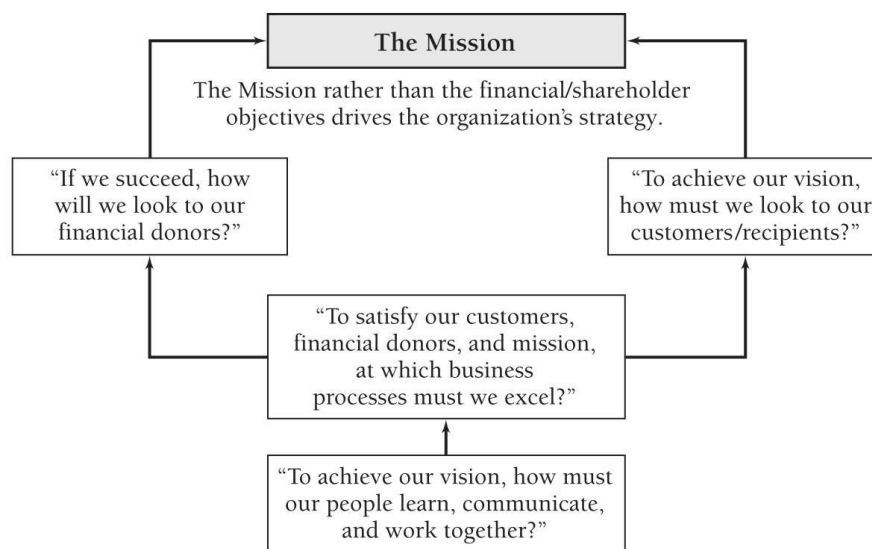 The Mission
The Mission rather than the financial/shareholder
objectives drives the organization’s strategy.
“If we succeed, how
will we look to our
financial donors?”
“To achieve our vision,
how must we look to our
customers/recipients?”
“To satisfy our customers,
financial donors, and mission,
at which business
processes must we excel?”
“To achieve our vision, how must
our people learn, communicate,
and work together?”